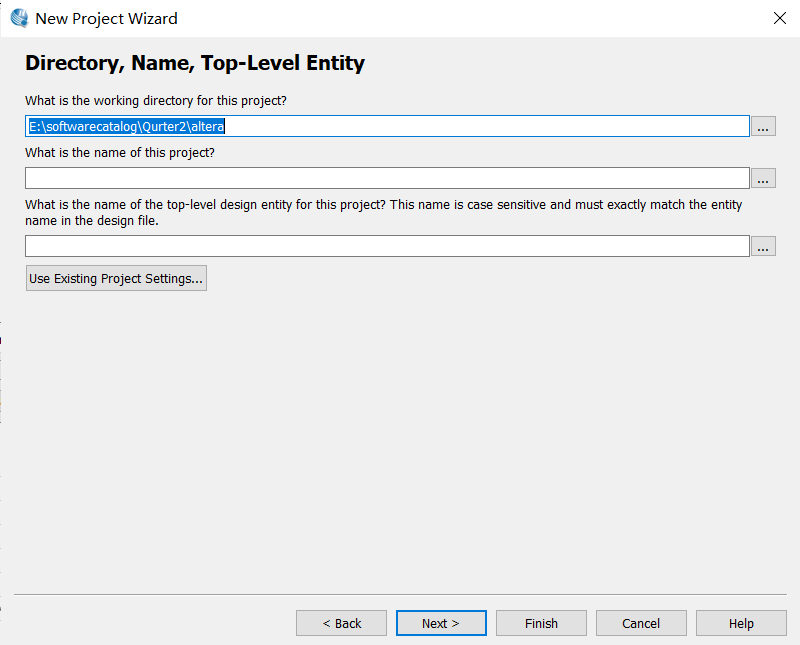 New Project Wizard
Directory, Name, Top-Level Entity
What is the working directory for this project?
E:\softwarecatalog\Qurter2\altera
...
What is the name of this project?
...
What is the name of the top-level design entity for this project? This name is case sensitive and must exactly match the entity
name in the design file.
...
Use Existing Project Settings...
< Back
Next >
Finish
Cancel
Help